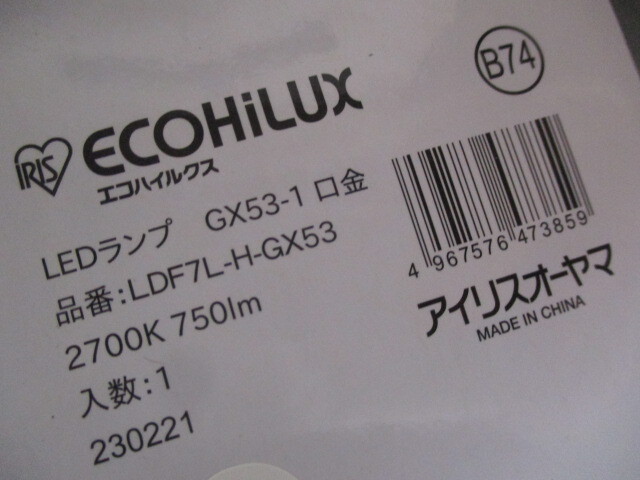 B74
IRIS ECOHiLUX
エコハイルクス
LEDランプ GX53-1 口金
品番:LDF7L-H-GX53
2700K 750lm
入数:1
230221
4 967576 473859
アイリスオーヤマ
MADE IN CHINA